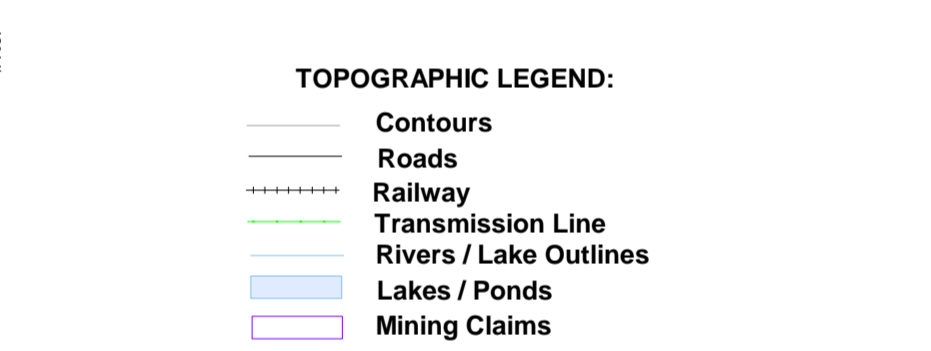 TOPOGRAPHIC LEGEND:
Contours
Roads
Railway
Transmission Line
Rivers / Lake Outlines
Lakes / Ponds
Mining Claims